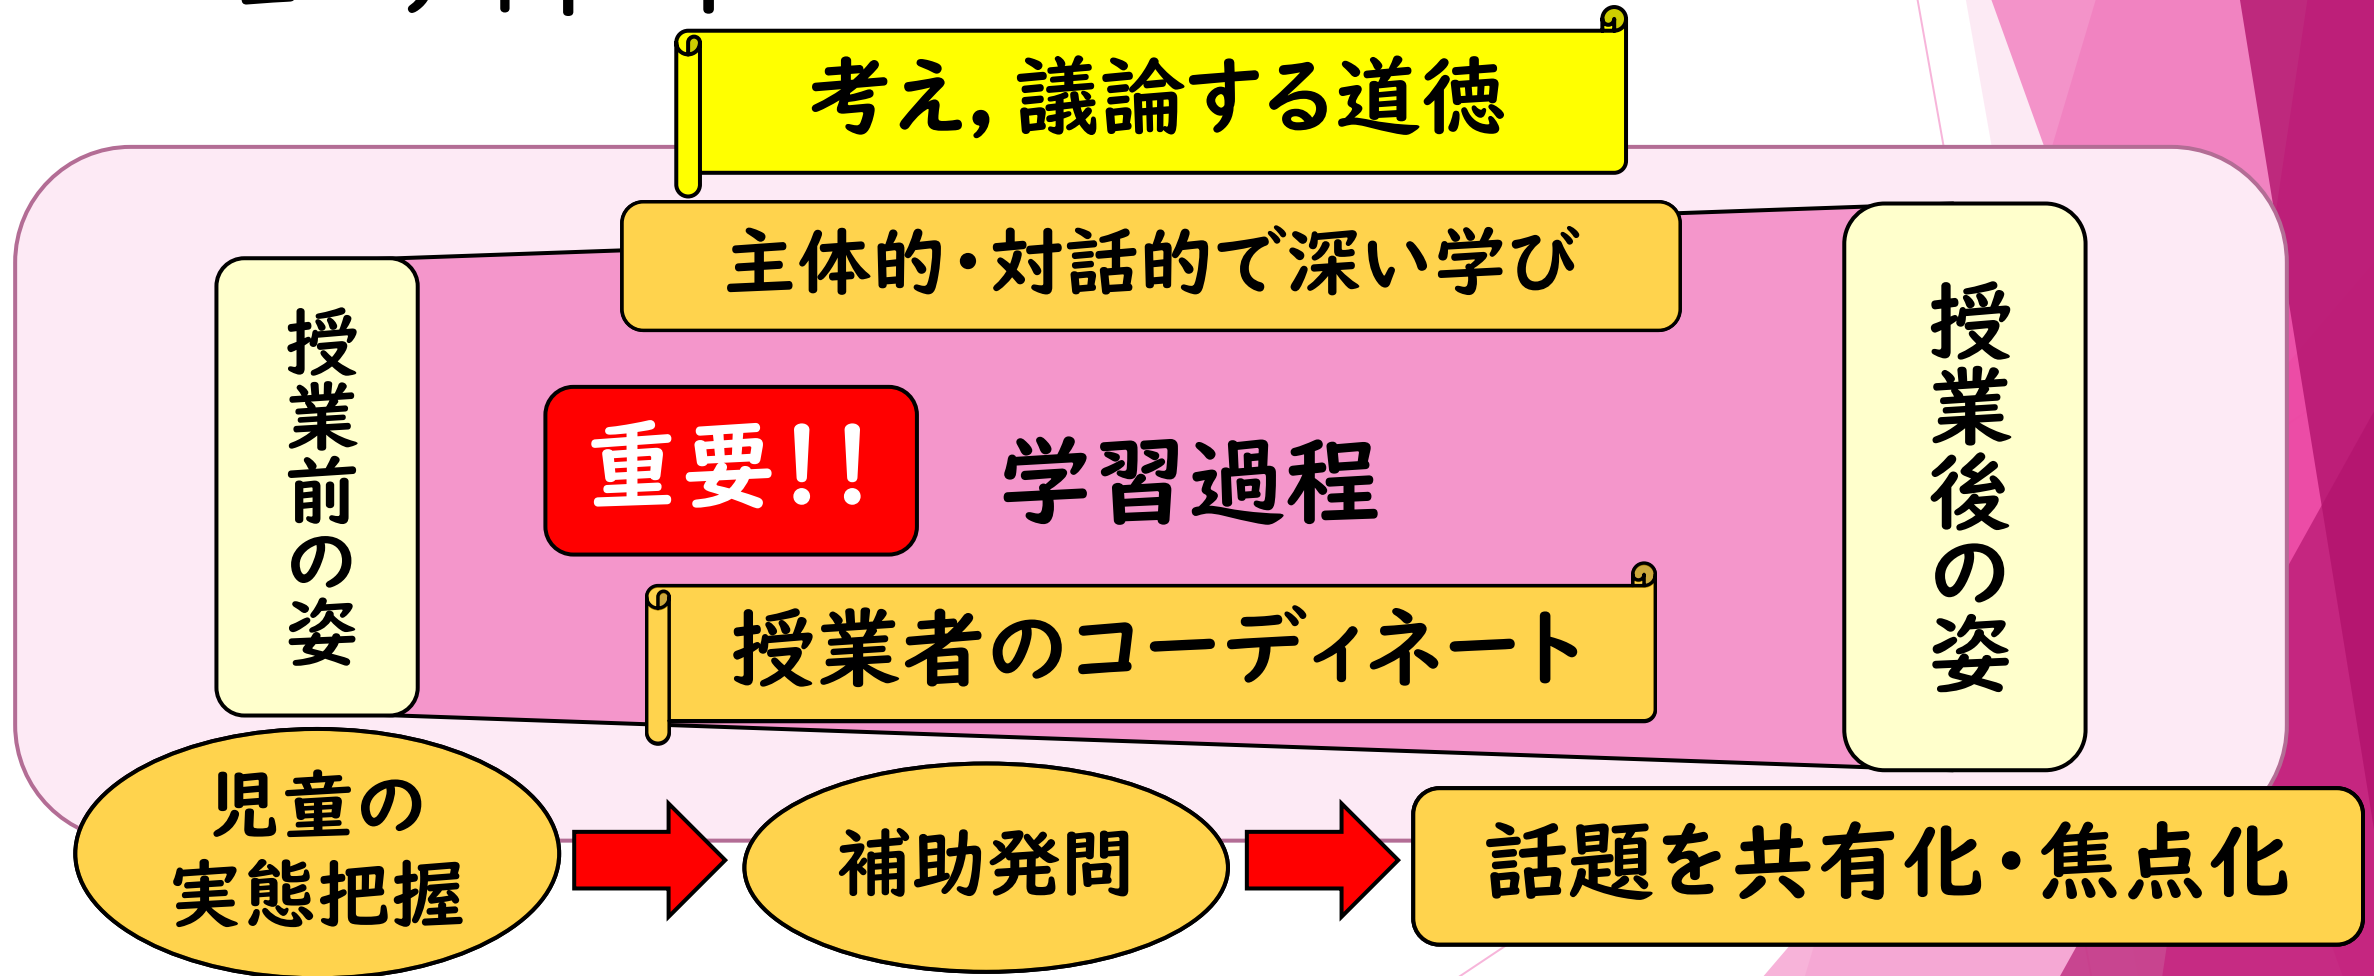 考え,議論する道徳
主体的・対話的で深い学び
授業前の姿
重要!!
学習過程
授業後の姿
授業者のコーディネート
児童の
実態把握
補助発問
話題を共有化・焦点化